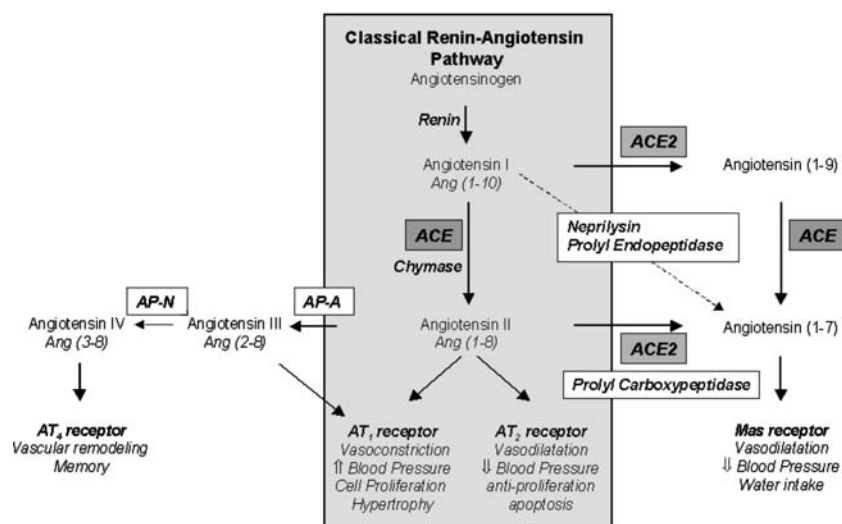 Classical Renin-Angiotensin
Pathway
Angiotensinogen
Renin
Angiotensin I
Ang (1-10)
ACE2
Angiotensin (1-9)
Neprilysin
Prolyl Endopeptidase
ACE
Chymase
ACE
AP-N
AP-A
Angiotensin IV
Ang (3-8)
Angiotensin III
Ang (2-8)
Angiotensin II
Ang (1-8)
ACE2
Angiotensin (1-7)
Prolyl Carboxypeptidase
AT₄ receptor
Vascular remodeling
Memory
AT₁ receptor
Vasoconstriction
⇑ Blood Pressure
Cell Proliferation
Hypertrophy
AT₂ receptor
Vasodilatation
⇓ Blood Pressure
anti-proliferation
apoptosis
Mas receptor
Vasodilatation
⇓ Blood Pressure
Water intake